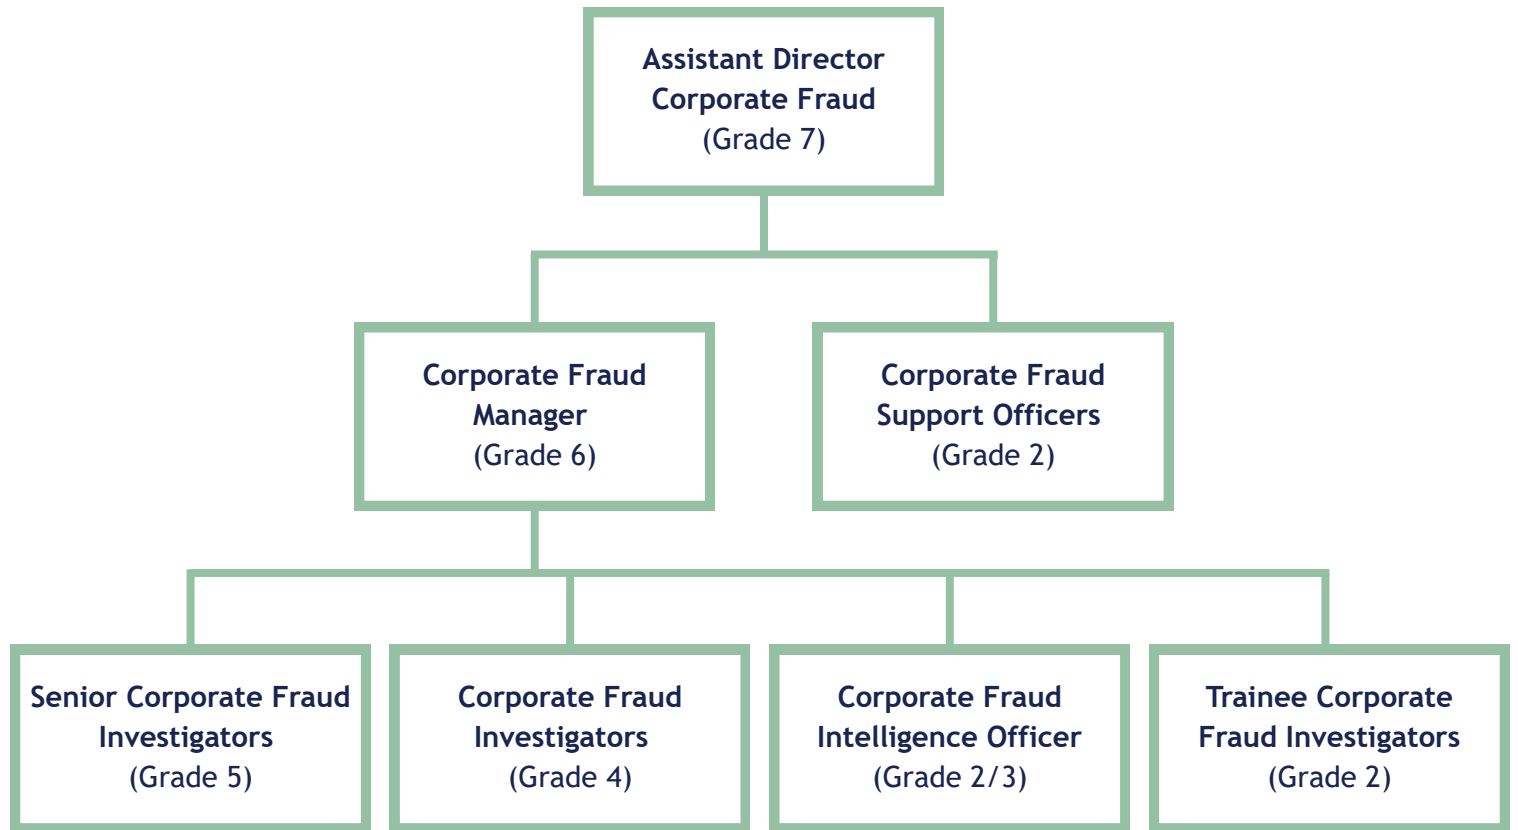 Assistant Director
Corporate Fraud
(Grade 7)
Corporate Fraud
Manager
(Grade 6)
Corporate Fraud
Support Officers
(Grade 2)
Senior Corporate Fraud
Investigators
(Grade 5)
Corporate Fraud
Investigators
(Grade 4)
Corporate Fraud
Intelligence Officer
(Grade 2/3)
Trainee Corporate
Fraud Investigators
(Grade 2)